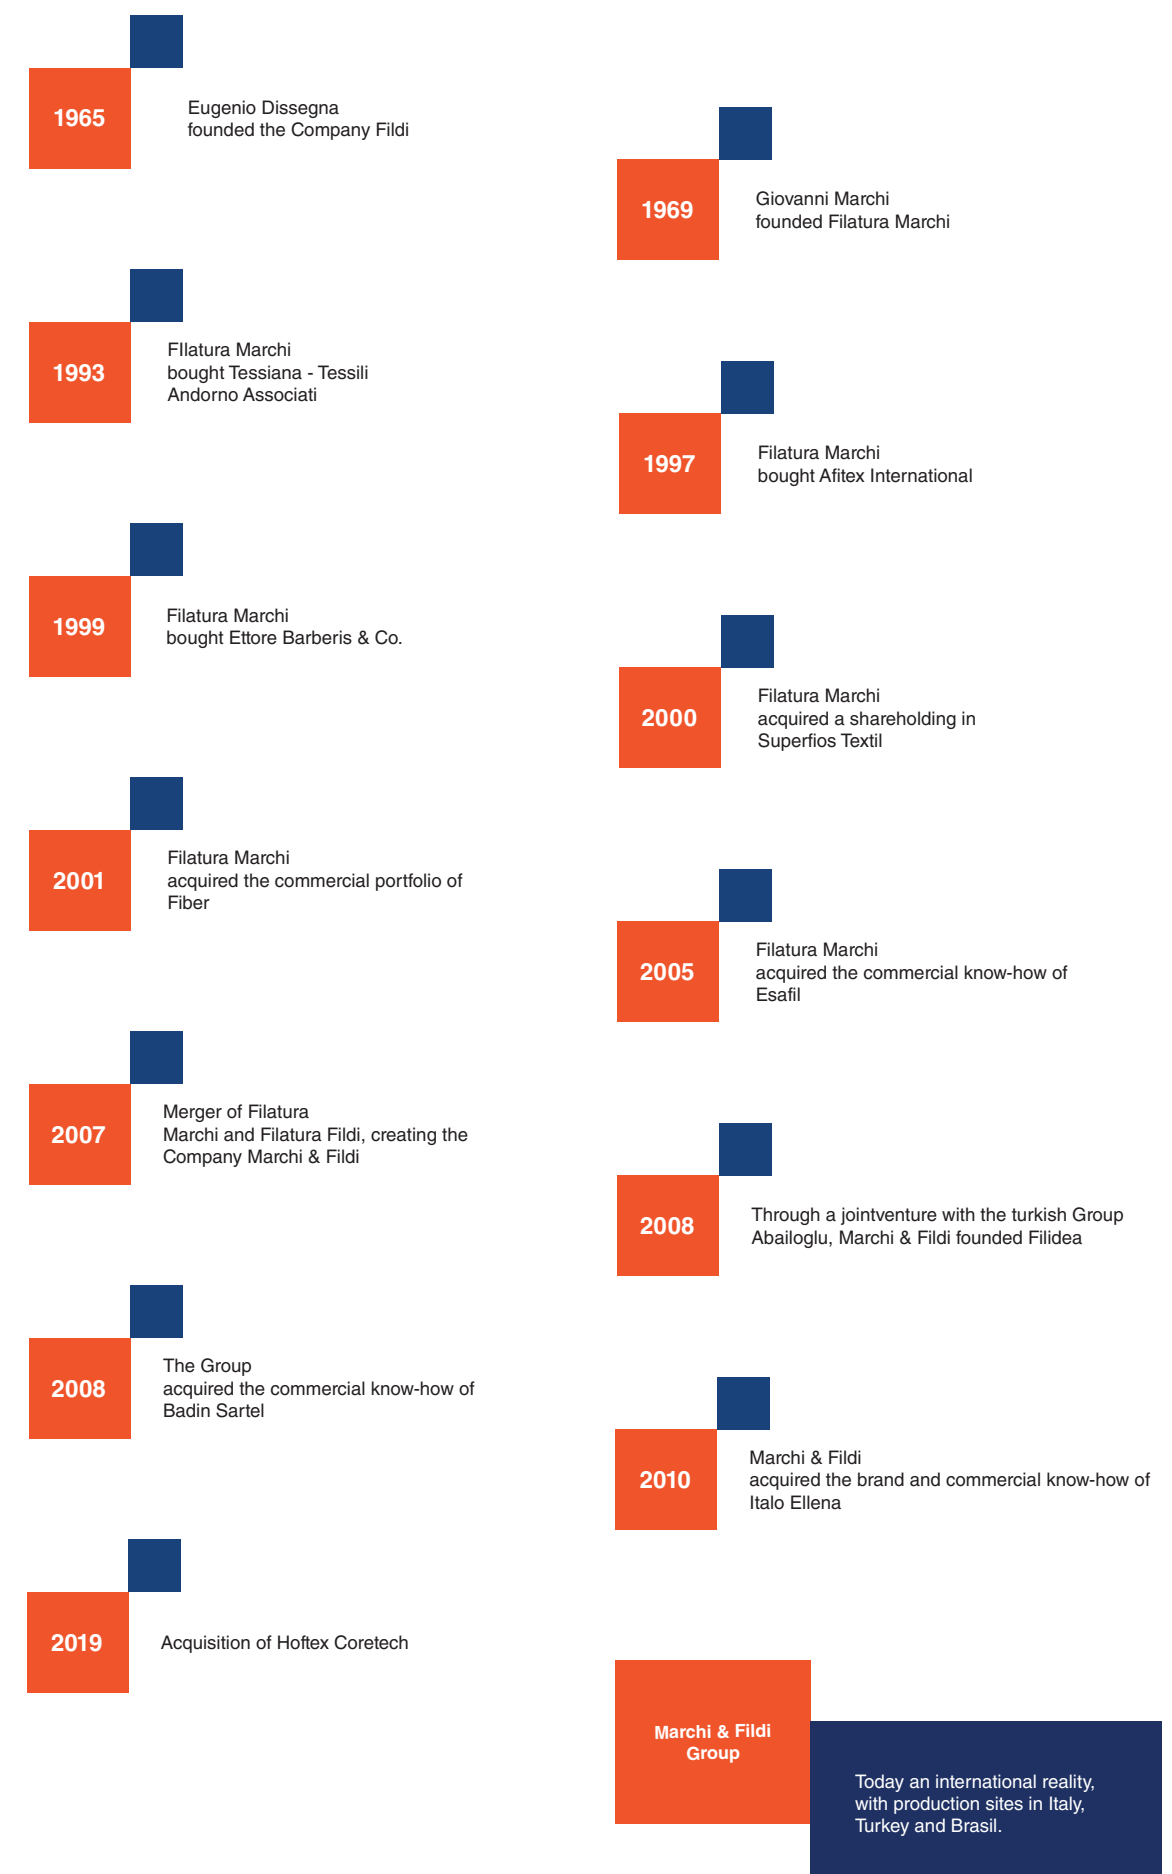 1965
Eugenio Dissegna
founded the Company Fildi
1969
Giovanni Marchi
founded Filatura Marchi
1993
FIlatura Marchi
bought Tessiana - Tessili
Andorno Associati
1997
Filatura Marchi
bought Afitex International
1999
Filatura Marchi
bought Ettore Barberis & Co.
2000
Filatura Marchi
acquired a shareholding in
Superfios Textil
2001
Filatura Marchi
acquired the commercial portfolio of
Fiber
2005
Filatura Marchi
acquired the commercial know-how of
Esafil
2007
Merger of Filatura
Marchi and Filatura Fildi, creating the
Company Marchi & Fildi
2008
Through a jointventure with the turkish Group
Abailoglu, Marchi & Fildi founded Filidea
2008
The Group
acquired the commercial know-how of
Badin Sartel
2010
Marchi & Fildi
acquired the brand and commercial know-how of
Italo Ellena
2019
Acquisition of Hoftex Coretech
Marchi & Fildi
Group
Today an international reality,
with production sites in Italy,
Turkey and Brasil.